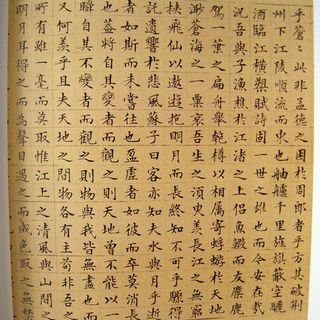 乎蒼〻此非孟德之困於周郎者乎方其破荊
州下江陵順流而東也舳艫千里旌旗蔽空釃
酒臨江橫槊賦詩固一世之雄也而今安在哉
況吾與子漁樵於江渚之上侶魚蝦而友麋鹿
駕一葉之扁舟舉匏樽以相屬寄蜉蝣於天地
渺蒼海之一粟哀吾生之須臾羨長江之無窮
挾飛仙以遨遊抱明月而長終知不可乎驟得
託遺響於悲風蘇子曰客亦知夫水與月乎逝
者如斯而未嘗往也盈虛者如彼而卒莫消長
也盖將自其變者而觀之則天地曾不能以一
瞬自其不變者而觀之則物與我皆無盡也而
又何羨乎且夫天地之間物各有主苟非吾之
所有雖一毫而莫取惟江上之清風與山間之
明月耳得之而為聲目遇之而成色取之無禁